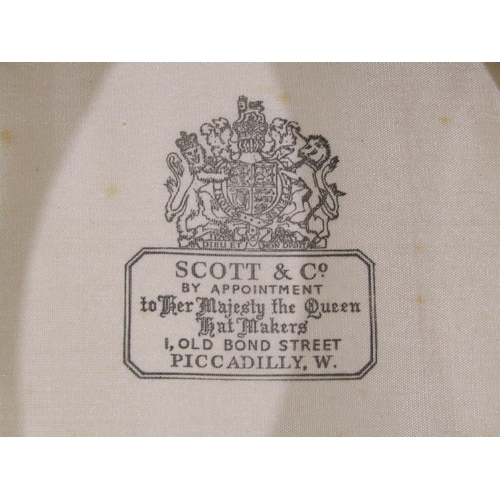 DIEU ET MON DROIT
SCOTT & Cº
BY APPOINTMENT
to Her Majesty the Queen
Hat Makers
1, OLD BOND STREET
PICCADILLY, W.